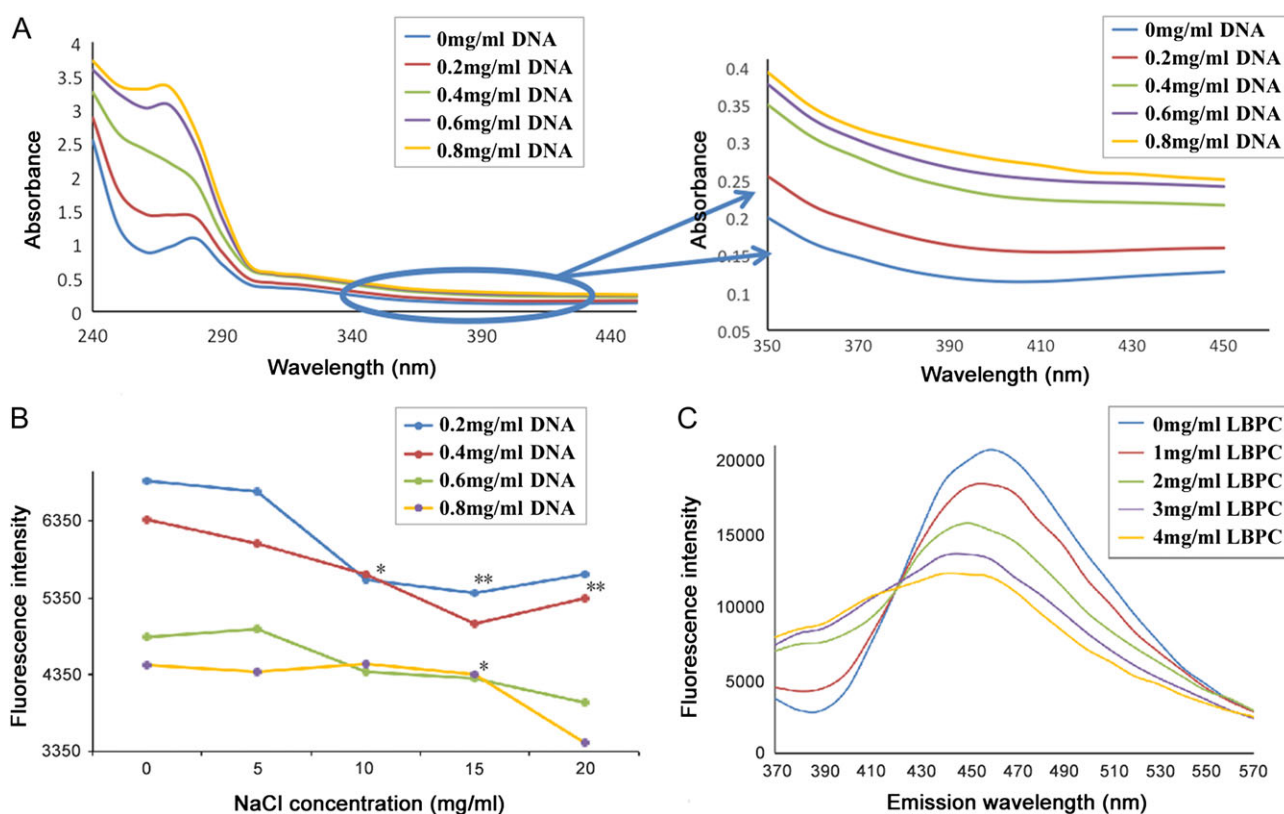 A
0mg/ml DNA
0.2mg/ml DNA
0.4mg/ml DNA
0.6mg/ml DNA
0.8mg/ml DNA
Absorbance
4
3.5
3
2.5
2
1.5
1
0.5
0
240 290 340 390 440
Wavelength (nm)
0mg/ml DNA
0.2mg/ml DNA
0.4mg/ml DNA
0.6mg/ml DNA
0.8mg/ml DNA
Absorbance
0.4
0.35
0.3
0.25
0.2
0.15
0.1
0.05
350 370 390 410 430 450
Wavelength (nm)
B
0.2mg/ml DNA
0.4mg/ml DNA
0.6mg/ml DNA
0.8mg/ml DNA
Fluorescence intensity
6350
5350
4350
3350
*
**
**
*
0 5 10 15 20
NaCl concentration (mg/ml)
C
0mg/ml LBPC
1mg/ml LBPC
2mg/ml LBPC
3mg/ml LBPC
4mg/ml LBPC
Fluorescence intensity
20000
15000
10000
5000
0
370 390 410 430 450 470 490 510 530 550 570
Emission wavelength (nm)